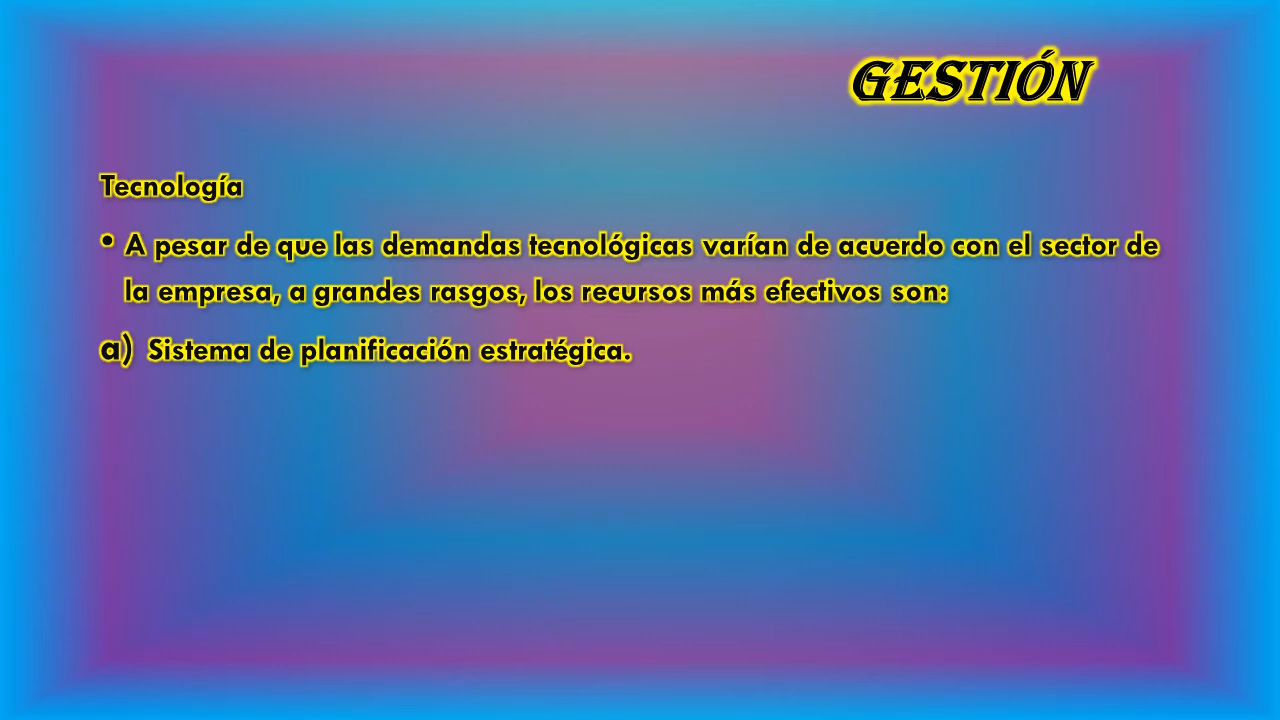 GESTIÓN
Tecnología
• A pesar de que las demandas tecnológicas varían de acuerdo con el sector de
la empresa, a grandes rasgos, los recursos más efectivos son:
a) Sistema de planificación estratégica.